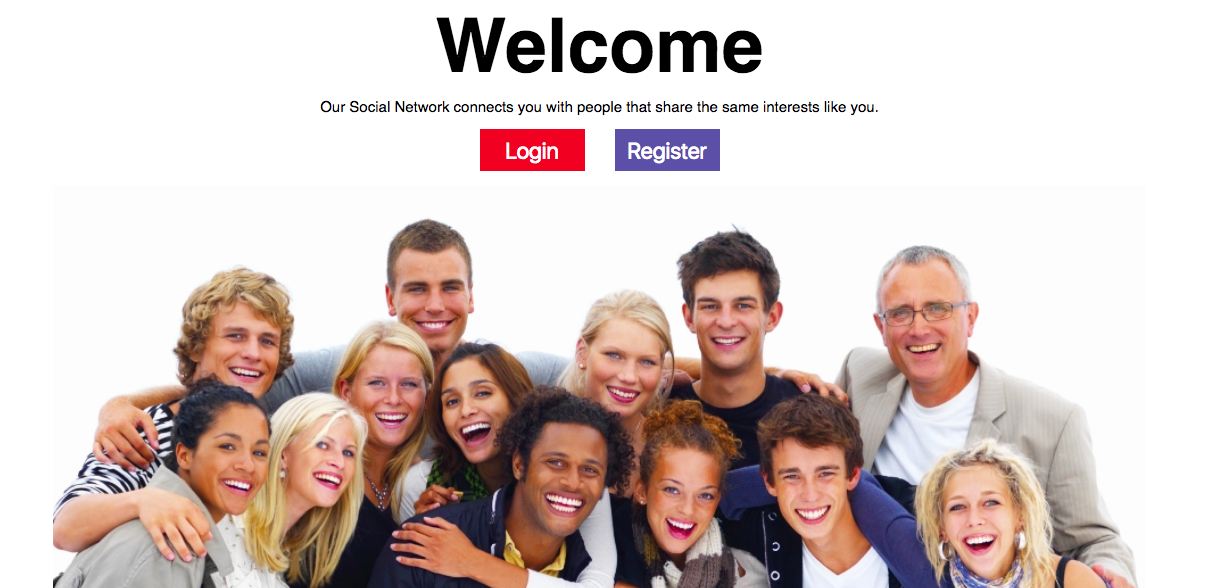 Welcome
Our Social Network connects you with people that share the same interests like you.
Login Register